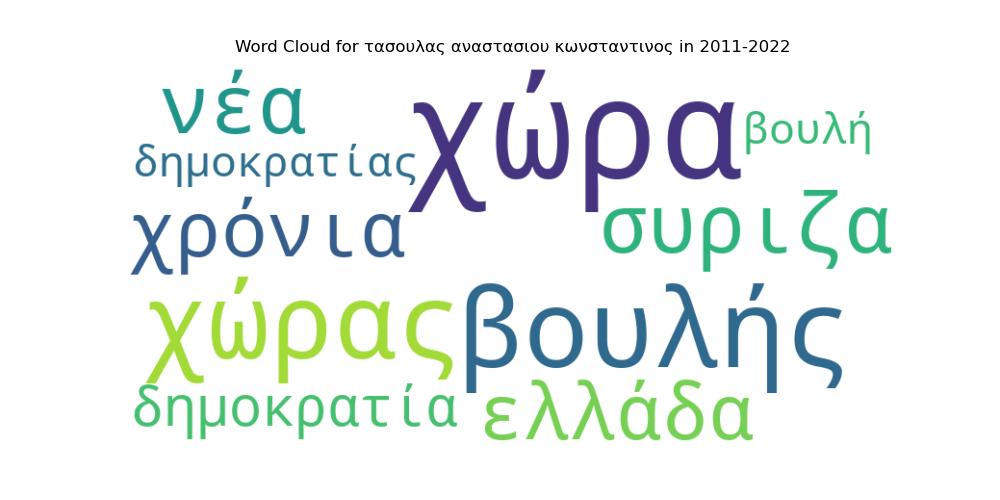 Word Cloud for τασουλας αναστασιου κωνσταντινος in 2011-2022
νέα
χώρα
βουλή
δημοκρατίας
χρόνια
συριζα
χώρας
βουλής
δημοκρατία
ελλάδα